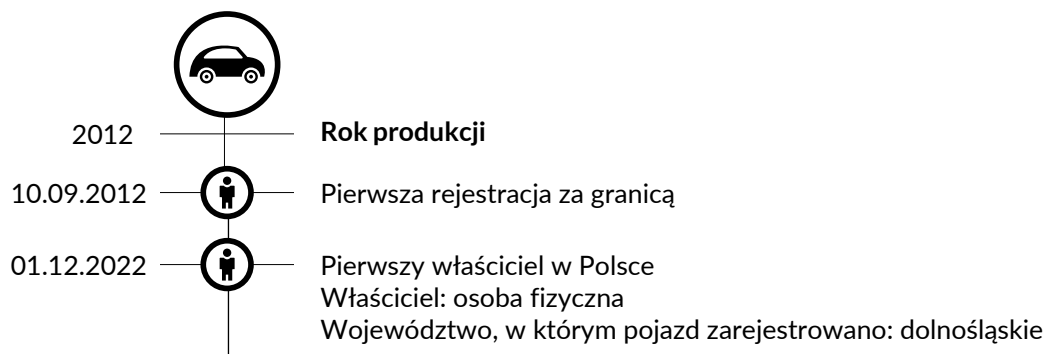 2012 Rok produkcji
10.09.2012 Pierwsza rejestracja za granicą
01.12.2022 Pierwszy właściciel w Polsce
Właściciel: osoba fizyczna
Województwo, w którym pojazd zarejestrowano: dolnośląskie